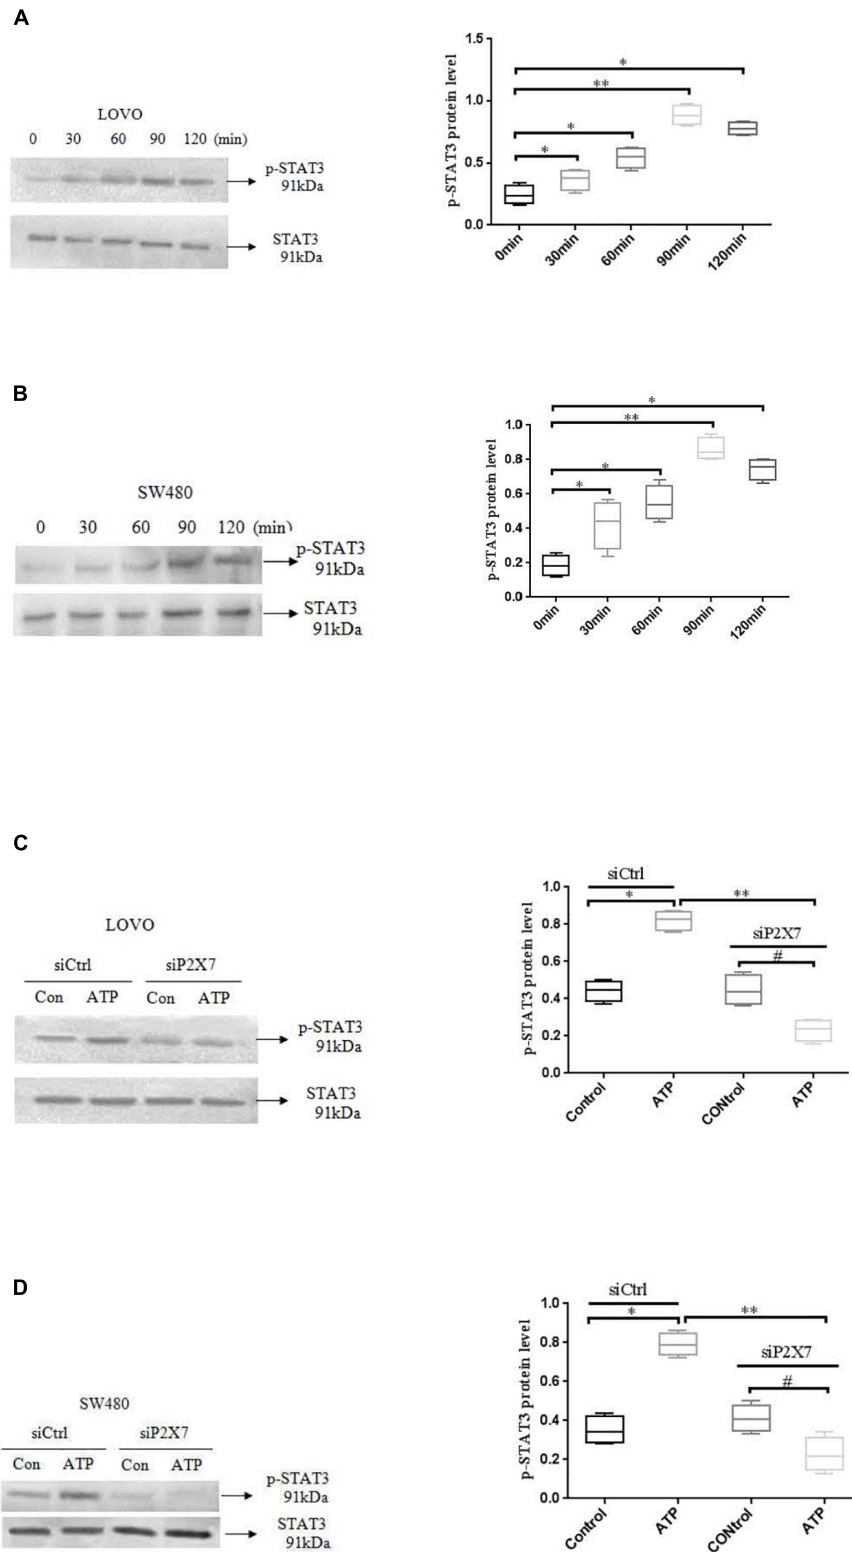 A
LOVO
0 30 60 90 120 (min)
p-STAT3
91kDa
STAT3
91kDa
p-STAT3 protein level
1.5
1.0
0.5
0.0
*
**
*
*
0min 30min 60min 90min 120min
B
SW480
0 30 60 90 120 (min)
p-STAT3
91kDa
STAT3
91kDa
p-STAT3 protein level
1.0
0.8
0.6
0.4
0.2
0.0
*
**
*
*
0min 30min 60min 90min 120min
C
LOVO
siCtrl siP2X7
Con ATP Con ATP
p-STAT3
91kDa
STAT3
91kDa
p-STAT3 protein level
1.0
0.8
0.6
0.4
0.2
0.0
siCtrl
* **
siP2X7
#
Control ATP CONtrol ATP
D
SW480
siCtrl siP2X7
Con ATP Con ATP
p-STAT3
91kDa
STAT3
91kDa
p-STAT3 protein level
1.0
0.8
0.6
0.4
0.2
0.0
siCtrl
* **
siP2X7
#
Control ATP CONtrol ATP